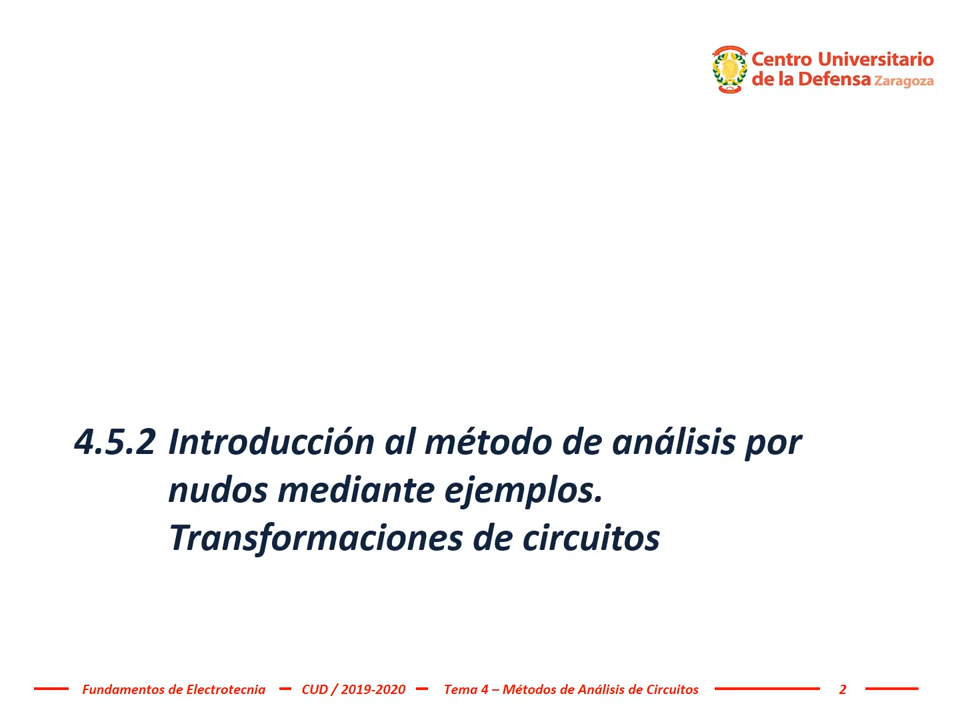 Centro Universitario
de la Defensa Zaragoza
4.5.2 Introducción al método de análisis por
nudos mediante ejemplos.
Transformaciones de circuitos
Fundamentos de Electrotecnia – CUD / 2019-2020 – Tema 4 – Métodos de Análisis de Circuitos 2